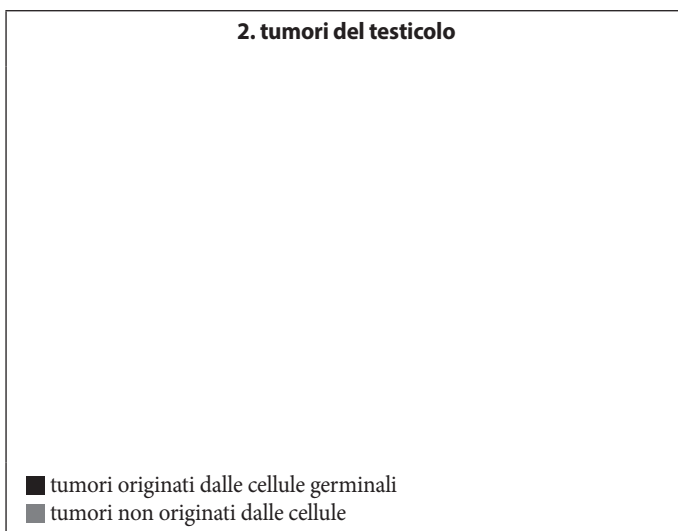 2. tumori del testicolo
tumori originati dalle cellule germinali
tumori non originati dalle cellule